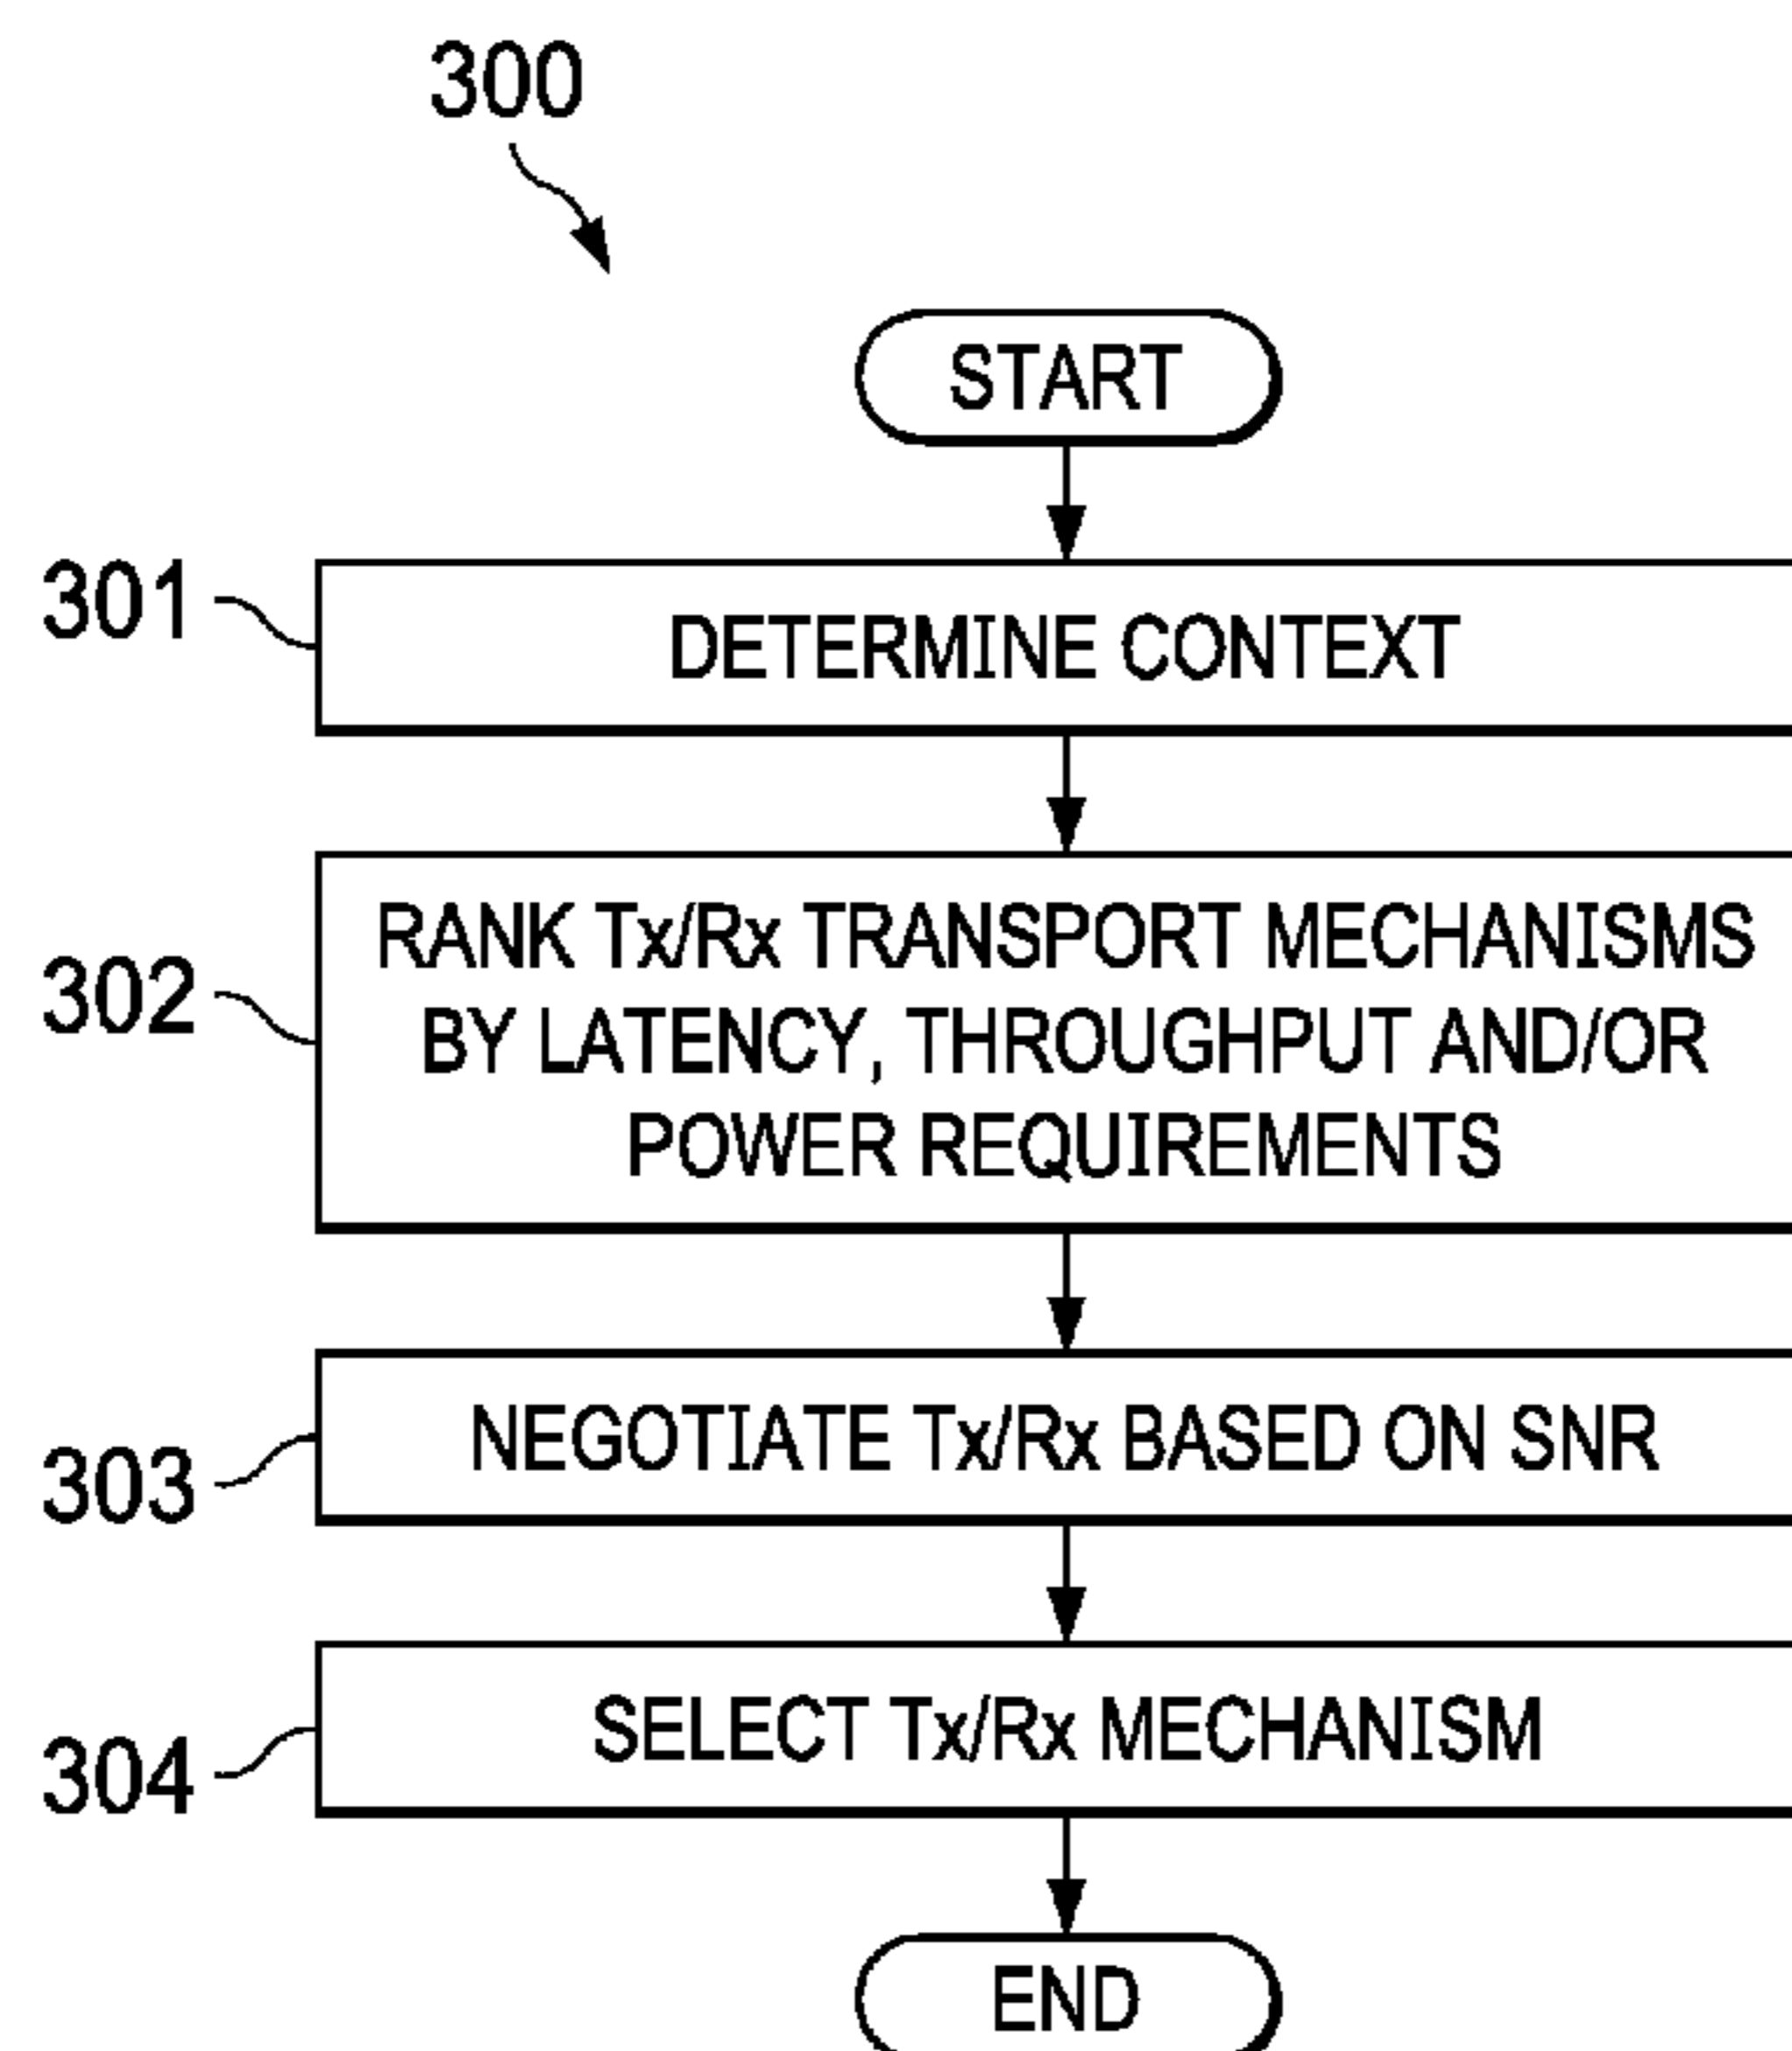 300
START
301
DETERMINE CONTEXT
302
RANK Tx/Rx TRANSPORT MECHANISMS
BY LATENCY, THROUGHPUT AND/OR
POWER REQUIREMENTS
303
NEGOTIATE Tx/Rx BASED ON SNR
304
SELECT Tx/Rx MECHANISM
END